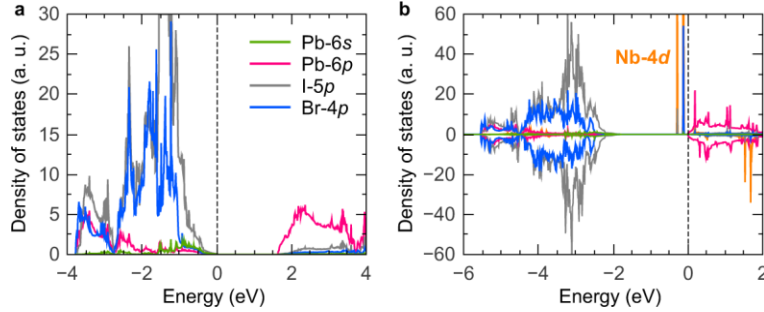 a
30
25
20
15
10
5
0
Density of states (a. u.)
Pb-6s
Pb-6p
I-5p
Br-4p
−4 −2 0 2 4
Energy (eV)
b
60
40
20
0
−20
−40
−60
Density of states (a. u.)
Nb-4d
−6 −4 −2 0 2
Energy (eV)